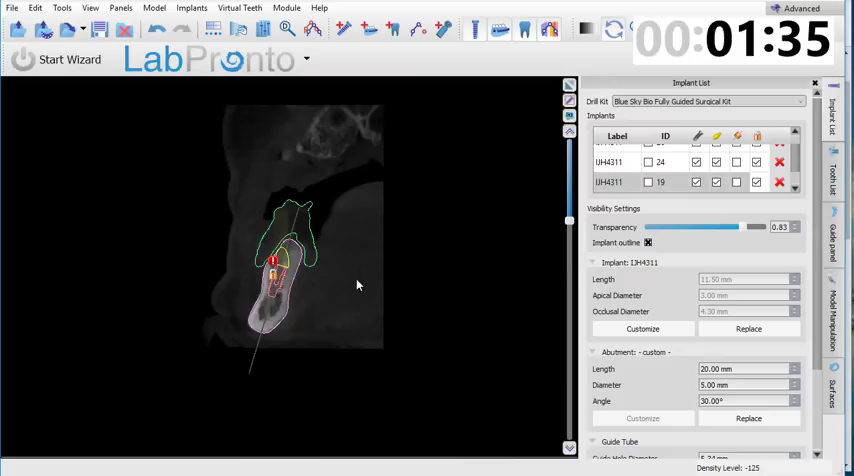 File Edit Tools View Panels Model Implants Virtual Teeth Module Help
Advanced
00:01:35
Start Wizard
LabPronto
Implant List
Drill Kit Blue Sky Bio Fully Guided Surgical Kit
Implants
Label ID
IJH4311 24
IJH4311 19
Visibility Settings
Transparency 0.83
Implant outline
Implant: IJH4311
Length 11.50 mm
Apical Diameter 3.00 mm
Occlusal Diameter 4.30 mm
Customize Replace
Abutment: - custom -
Length 20.00 mm
Diameter 5.00 mm
Angle 30.00°
Customize Replace
Guide Tube
Density Level: -125
Implant List
Tooth List
Guide panel
Model Manipulation
Surfaces